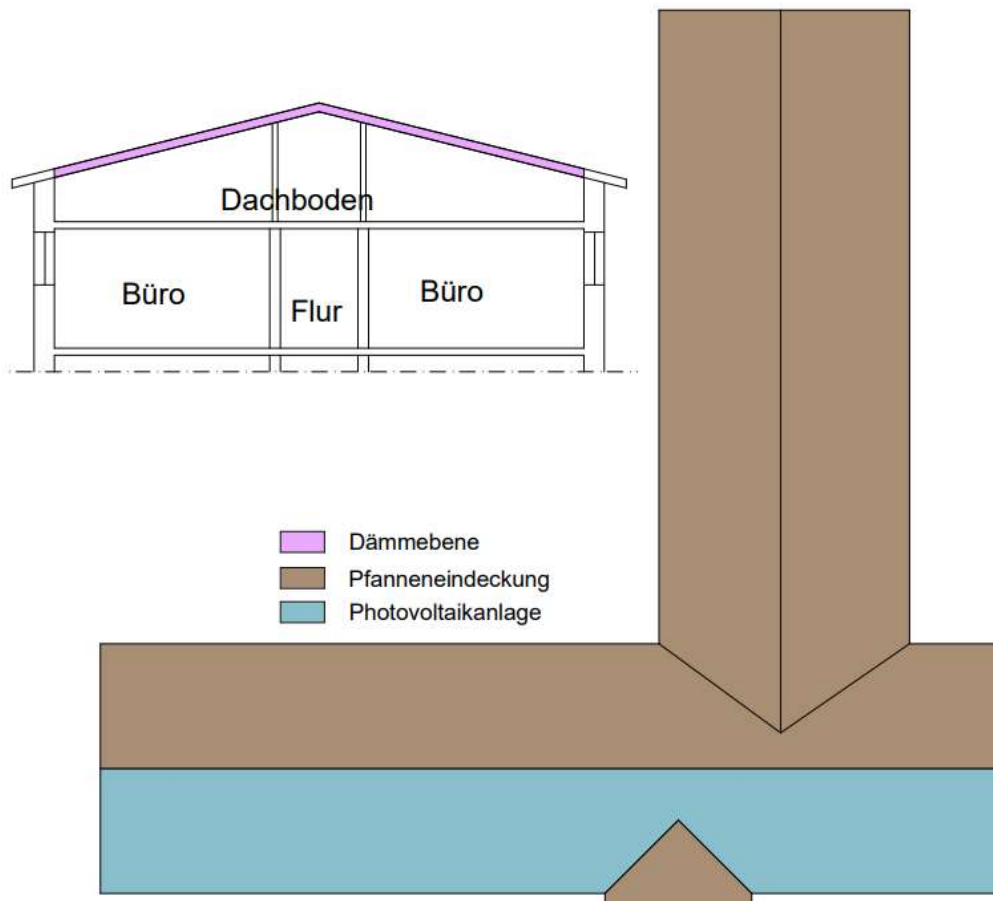 Dachboden
Büro
Flur
Büro
Dämmebene
Pfanneneindeckung
Photovoltaikanlage